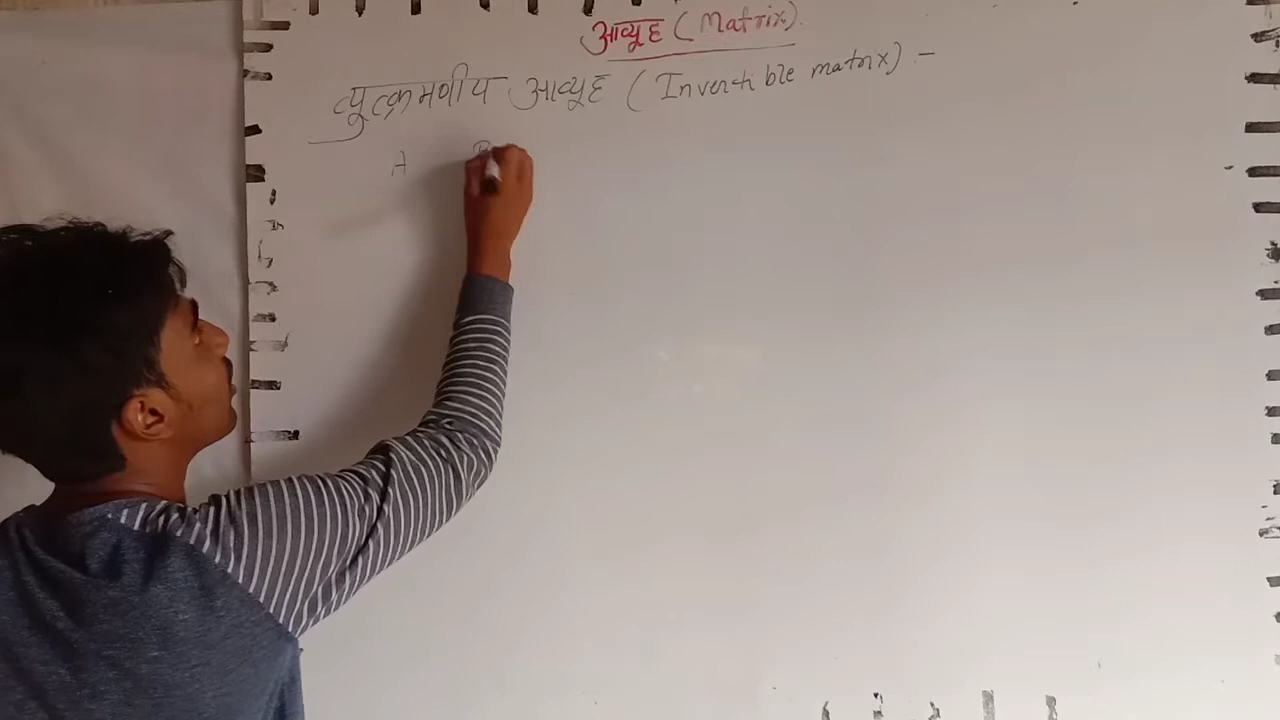 आव्यूह (Matrix).
व्युत्क्रमणीय आव्यूह (Invertible matrix) :-
A B